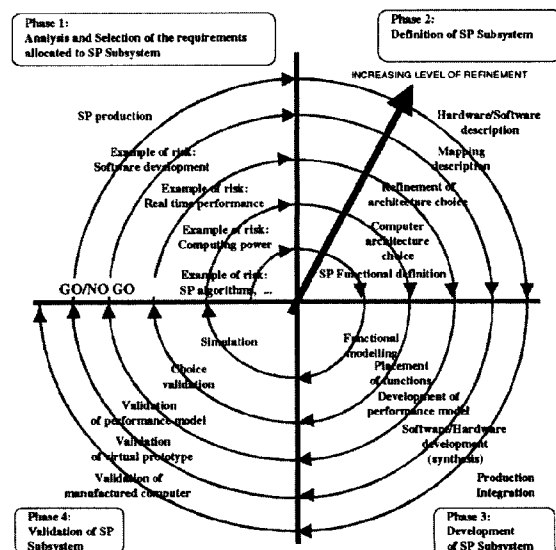 Phase 1:
Analysis and Selection of the requirements
allocated to SP Subsystem
Phase 2:
Definition of SP Subsystem
INCREASING LEVEL OF REFINEMENT
SP production
Hardware/Software
description
Example of risk:
Software development
Mapping
description
Example of risk:
Real time performance
Refinement of
architecture choice
Example of risk:
Computing power
Computer
architecture
choice
Example of risk:
SP algorithms, ...
SP Functional definition
GO/NO GO
Simulation
Functional
modelling
Choice
validation
Placement
of functions
Validation
of performance model
Development of
performance model
Validation
of virtual prototype
Software/Hardware
development
(synthesis)
Validation of
manufactured computer
Production
Integration
Phase 4:
Validation of SP
Subsystem
Phase 3:
Development
of SP Subsystem